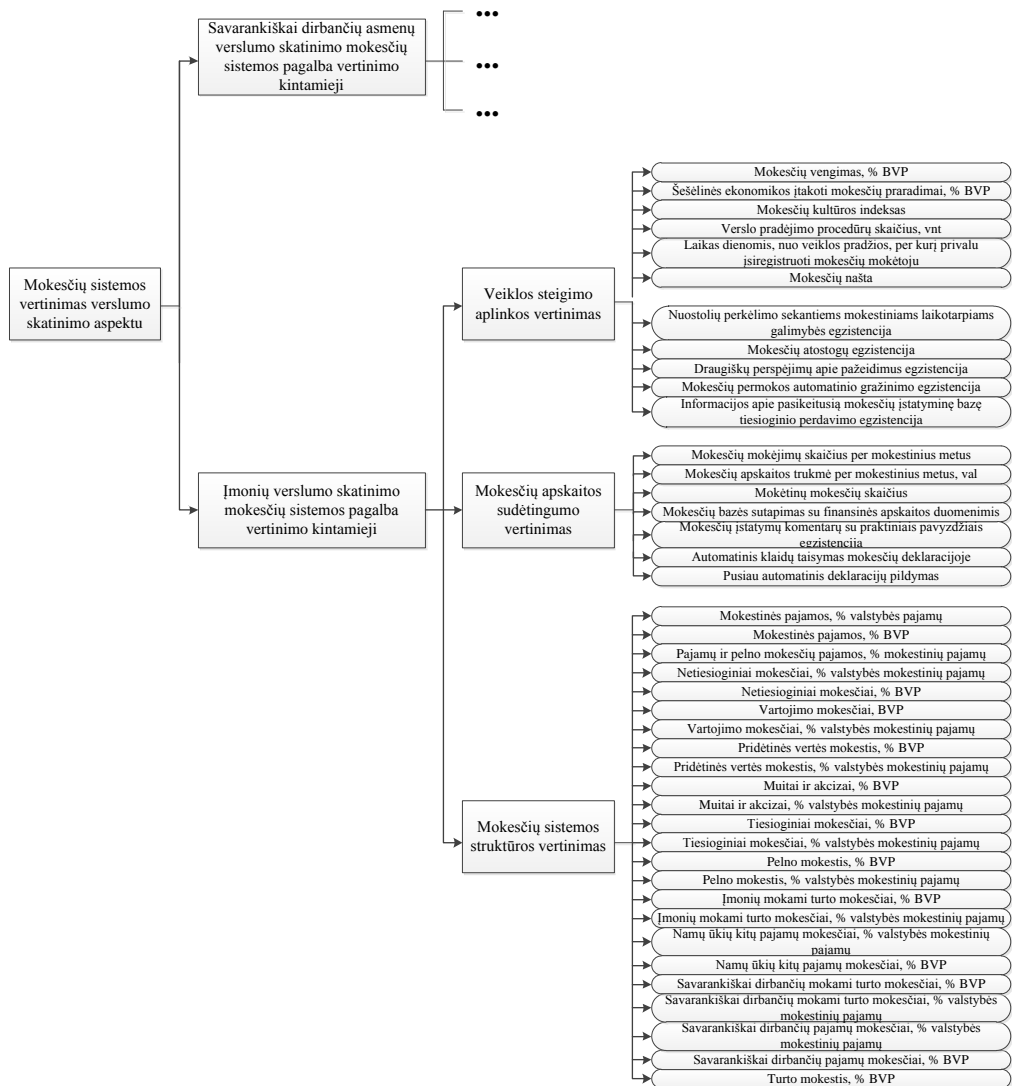 Savarankiškai dirbančių asmenų
verslumo skatinimo mokesčių
sistemos pagalba vertinimo
kintamieji
•••
•••
•••
Mokesčių sistemos
vertinimas verslumo
skatinimo aspektu
Veiklos steigimo
aplinkos vertinimas
Mokesčių vengimas, % BVP
Šešėlinės ekonomikos įtakoti mokesčių praradimai, % BVP
Mokesčių kultūros indeksas
Verslo pradėjimo procedūrų skaičius, vnt
Laikas dienomis, nuo veiklos pradžios, per kurį privalu
įsiregistruoti mokesčių mokėtoju
Mokesčių našta
Nuostolių perkėlimo sekantiems mokestiniams laikotarpiams
galimybės egzistencija
Mokesčių atostogų egzistencija
Draugiškų perspėjimų apie pažeidimus egzistencija
Mokesčių permokos automatinio gražinimo egzistencija
Informacijos apie pasikeitusią mokesčių įstatyminę bazę
tiesioginio perdavimo egzistencija
Įmonių verslumo skatinimo
mokesčių sistemos pagalba
vertinimo kintamieji
Mokesčių apskaitos
sudėtingumo
vertinimas
Mokesčių mokėjimų skaičius per mokestinius metus
Mokesčių apskaitos trukmė per mokestinius metus, val
Mokėtinų mokesčių skaičius
Mokesčių bazės sutapimas su finansinės apskaitos duomenimis
Mokesčių įstatymų komentarų su praktiniais pavyzdžiais
egzistencija
Automatinis klaidų taisymas mokesčių deklaracijoje
Pusiau automatinis deklaracijų pildymas
Mokesčių sistemos
struktūros vertinimas
Mokestinės pajamos, % valstybės pajamų
Mokestinės pajamos, % BVP
Pajamų ir pelno mokesčių pajamos, % mokestinių pajamų
Netiesioginiai mokesčiai, % valstybės mokestinių pajamų
Netiesioginiai mokesčiai, % BVP
Vartojimo mokesčiai, BVP
Vartojimo mokesčiai, % valstybės mokestinių pajamų
Pridėtinės vertės mokestis, % BVP
Pridėtinės vertės mokestis, % valstybės mokestinių pajamų
Muitai ir akcizai, % BVP
Muitai ir akcizai, % valstybės mokestinių pajamų
Tiesioginiai mokesčiai, % BVP
Tiesioginiai mokesčiai, % valstybės mokestinių pajamų
Pelno mokestis, % BVP
Pelno mokestis, % valstybės mokestinių pajamų
Įmonių mokami turto mokesčiai, % BVP
Įmonių mokami turto mokesčiai, % valstybės mokestinių pajamų
Namų ūkių kitų pajamų mokesčiai, % valstybės mokestinių
pajamų
Namų ūkių kitų pajamų mokesčiai, % BVP
Savarankiškai dirbančių mokami turto mokesčiai, % BVP
Savarankiškai dirbančių mokami turto mokesčiai, % valstybės
mokestinių pajamų
Savarankiškai dirbančių pajamų mokesčiai, % valstybės
mokestinių pajamų
Savarankiškai dirbančių pajamų mokesčiai, % BVP
Turto mokestis, % BVP